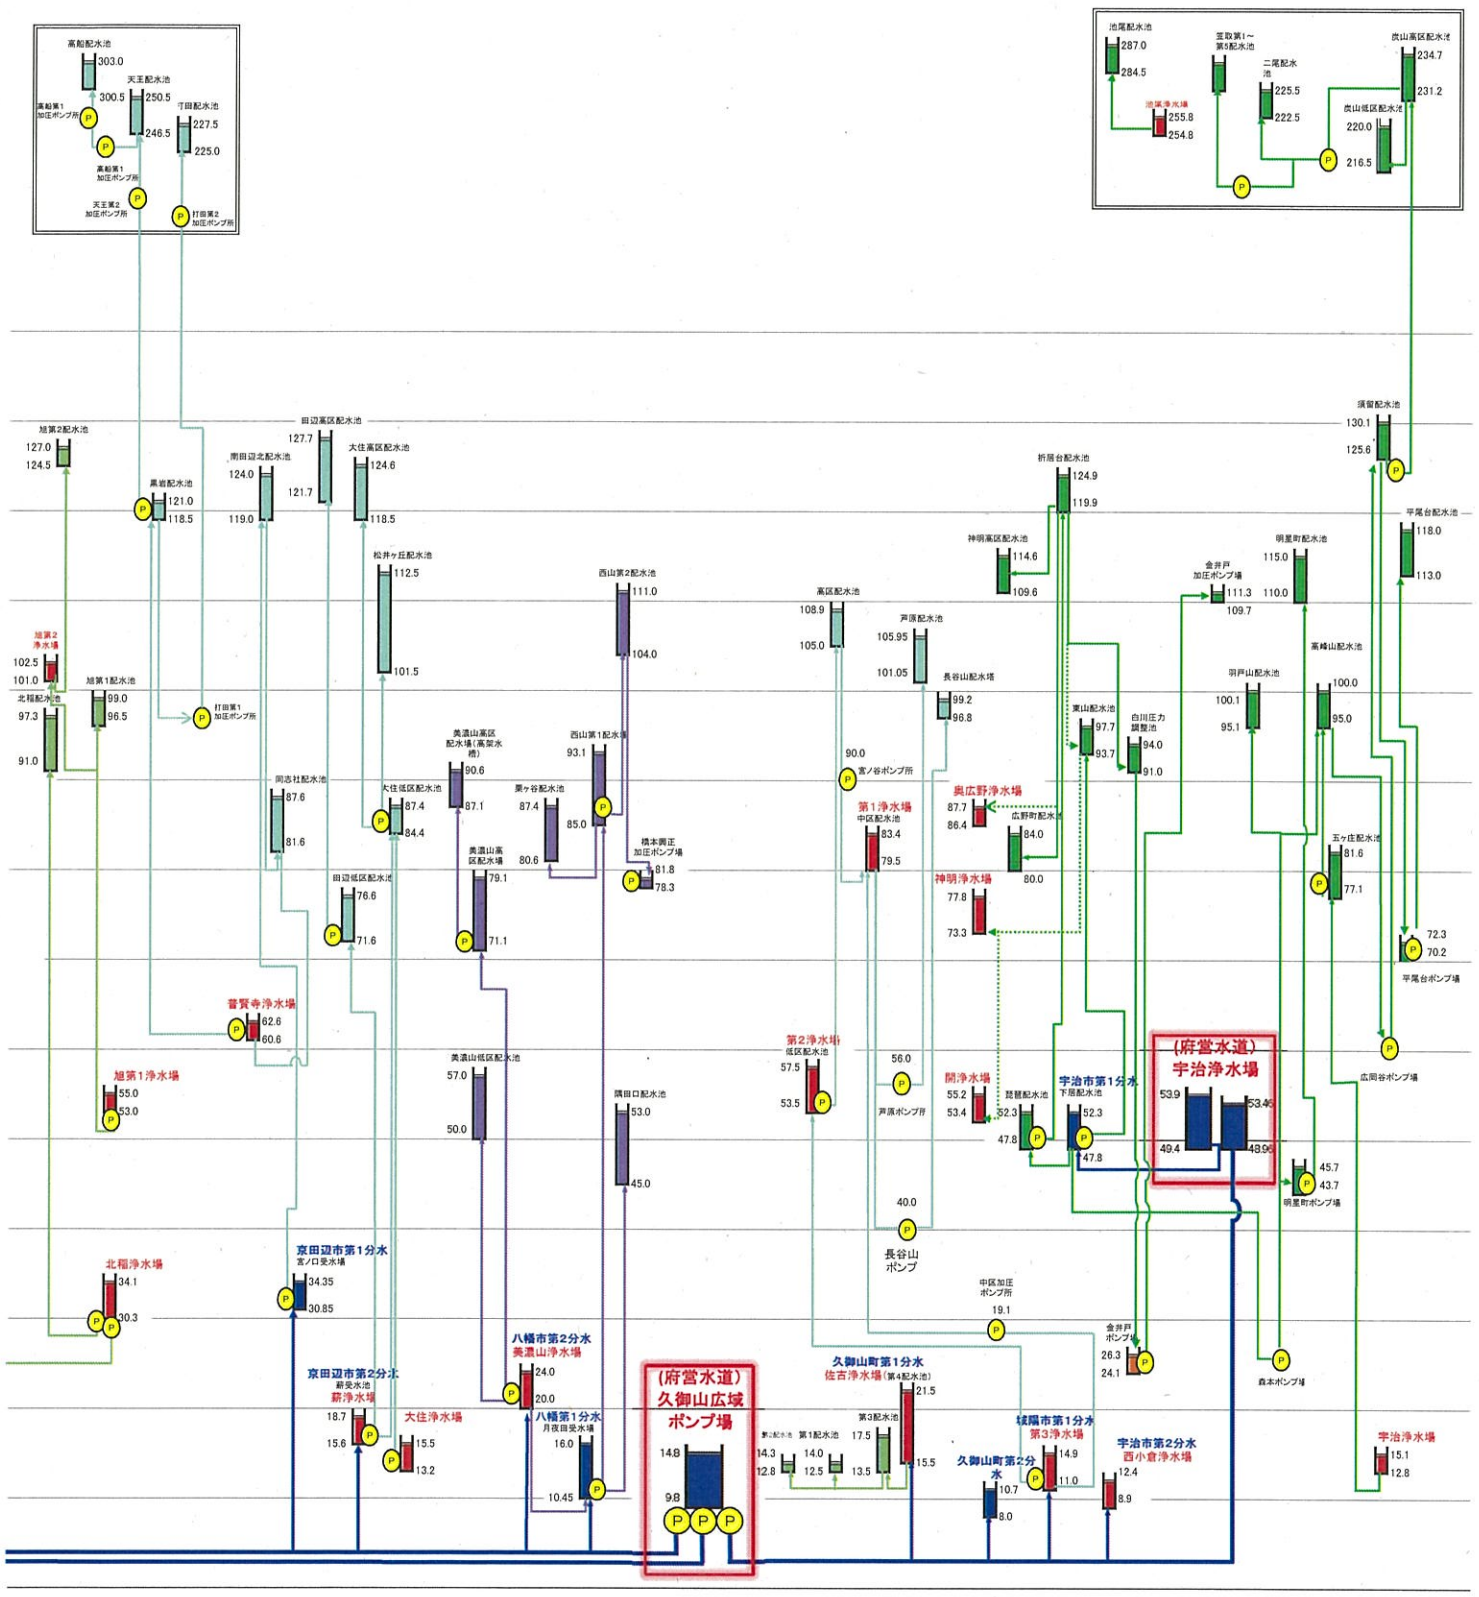 高船配水池
303.0
300.5
天王配水池
250.5
246.5
打田配水池
227.5
225.0
高船第1
加圧ポンプ所
P
P
高船第1
加圧ポンプ所
P
天王第2
加圧ポンプ所
P
打田第2
加圧ポンプ所
池尾配水池
287.0
284.5
池尾浄水場
255.8
254.8
笠取第1～
第5配水池
二尾配水
池
225.5
222.5
炭山高区配水池
234.7
231.2
炭山低区配水池
220.0
216.5
P
P
旭第2配水池
127.0
124.5
黒岩配水池
P
121.0
118.5
南田辺北配水池
124.0
119.0
田辺高区配水池
127.7
121.7
大住高区配水池
124.6
118.5
松井ヶ丘配水池
112.5
101.5
西山第2配水池
111.0
104.0
高区配水池
108.9
105.0
芦原配水池
105.95
101.05
長谷山配水塔
99.2
96.8
折居台配水池
124.9
119.9
神明高区配水池
114.6
109.6
須留配水池
130.1
125.6
P
平尾台配水池
118.0
113.0
明星町配水池
115.0
110.0
金井戸
加圧ポンプ場
111.3
109.7
旭第2
浄水場
102.5
101.0
北稲配水池
97.3
91.0
旭第1配水池
99.0
96.5
P
打田第1
加圧ポンプ所
羽戸山配水池
100.1
95.1
高峰山配水池
100.0
95.0
東山配水池
97.7
93.7
白川圧力
調整池
94.0
91.0
美濃山高区
配水場(高架水
槽)
90.6
87.1
西山第1配水場
93.1
85.0
P
栗ヶ谷配水池
87.4
80.6
同志社配水池
87.6
81.6
大住低区配水池
P
87.4
84.4
90.0
P
宮ノ谷ポンプ所
第1浄水場
中区配水池
83.4
79.5
奥広野浄水場
87.7
86.4
広野町配水池
84.0
80.0
五ヶ庄配水池
81.6
77.1
P
橋本興正
加圧ポンプ場
P
81.8
78.3
美濃山高
区配水場
79.1
71.1
P
田辺低区配水池
76.6
71.6
P
神明浄水場
77.8
73.3
72.3
70.2
P
平尾台ポンプ場
普賢寺浄水場
P
62.6
60.6
旭第1浄水場
55.0
53.0
P
美濃山低区配水池
57.0
50.0
隅田口配水池
53.0
45.0
第2浄水場
低区配水池
57.5
53.5
P
56.0
P
芦原ポンプ所
開浄水場
55.2
53.4
琵琶配水池
52.3
47.8
P
宇治市第1分水
下居配水池
52.3
47.8
P
(府営水道)
宇治浄水場
53.9
49.4
53.46
48.96
P
広岡谷ポンプ場
45.7
43.7
P
明星町ポンプ場
40.0
P
長谷山
ポンプ
北稲浄水場
34.1
30.3
P
P
京田辺市第1分水
宮ノ口受水場
34.35
30.85
P
中区加圧
ポンプ所
19.1
P
金井戸
ポンプ場
26.3
24.1
P
P
森本ポンプ場
京田辺市第2分水
薪受水池
薪浄水場
18.7
15.6
P
大住浄水場
15.5
13.2
P
八幡市第2分水
美濃山浄水場
24.0
20.0
P
八幡第1分水
月夜田受水場
16.0
10.45
P
(府営水道)
久御山広域
ポンプ場
14.8
9.8
P P P
久御山町第1分水
佐古浄水場(第4配水池)
21.5
15.5
第3配水池
17.5
13.5
第2配水池
14.3
12.8
第1配水池
14.0
12.5
久御山町第2分
水
10.7
8.0
城陽市第1分水
第3浄水場
14.9
11.0
P
宇治市第2分水
西小倉浄水場
12.4
8.9
宇治浄水場
15.1
12.8